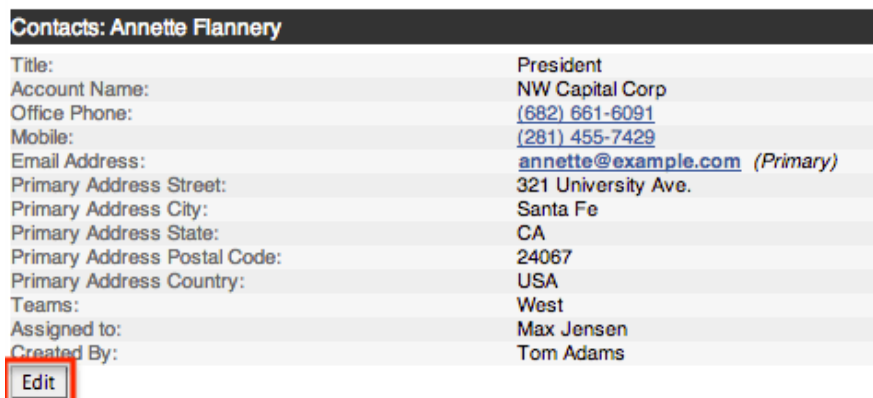 Contacts: Annette Flannery
Title: President
Account Name: NW Capital Corp
Office Phone: (682) 661-6091
Mobile: (281) 455-7429
Email Address: annette@example.com (Primary)
Primary Address Street: 321 University Ave.
Primary Address City: Santa Fe
Primary Address State: CA
Primary Address Postal Code: 24067
Primary Address Country: USA
Teams: West
Assigned to: Max Jensen
Created By: Tom Adams
Edit